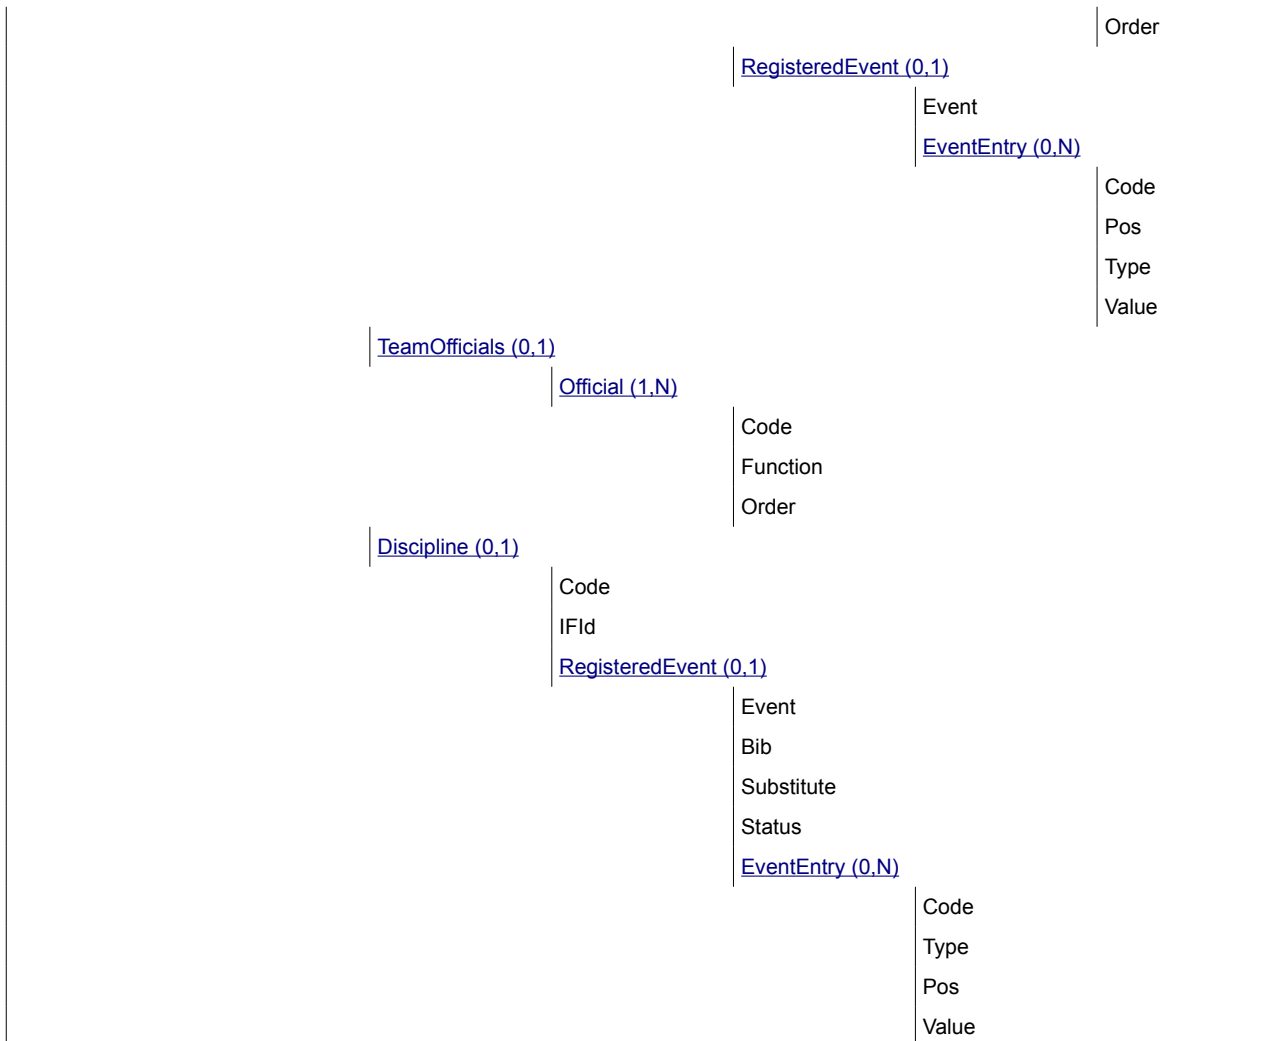 Order
RegisteredEvent (0,1)
Event
EventEntry (0,N)
Code
Pos
Type
Value
TeamOfficials (0,1)
Official (1,N)
Code
Function
Order
Discipline (0,1)
Code
IFId
RegisteredEvent (0,1)
Event
Bib
Substitute
Status
EventEntry (0,N)
Code
Type
Pos
Value